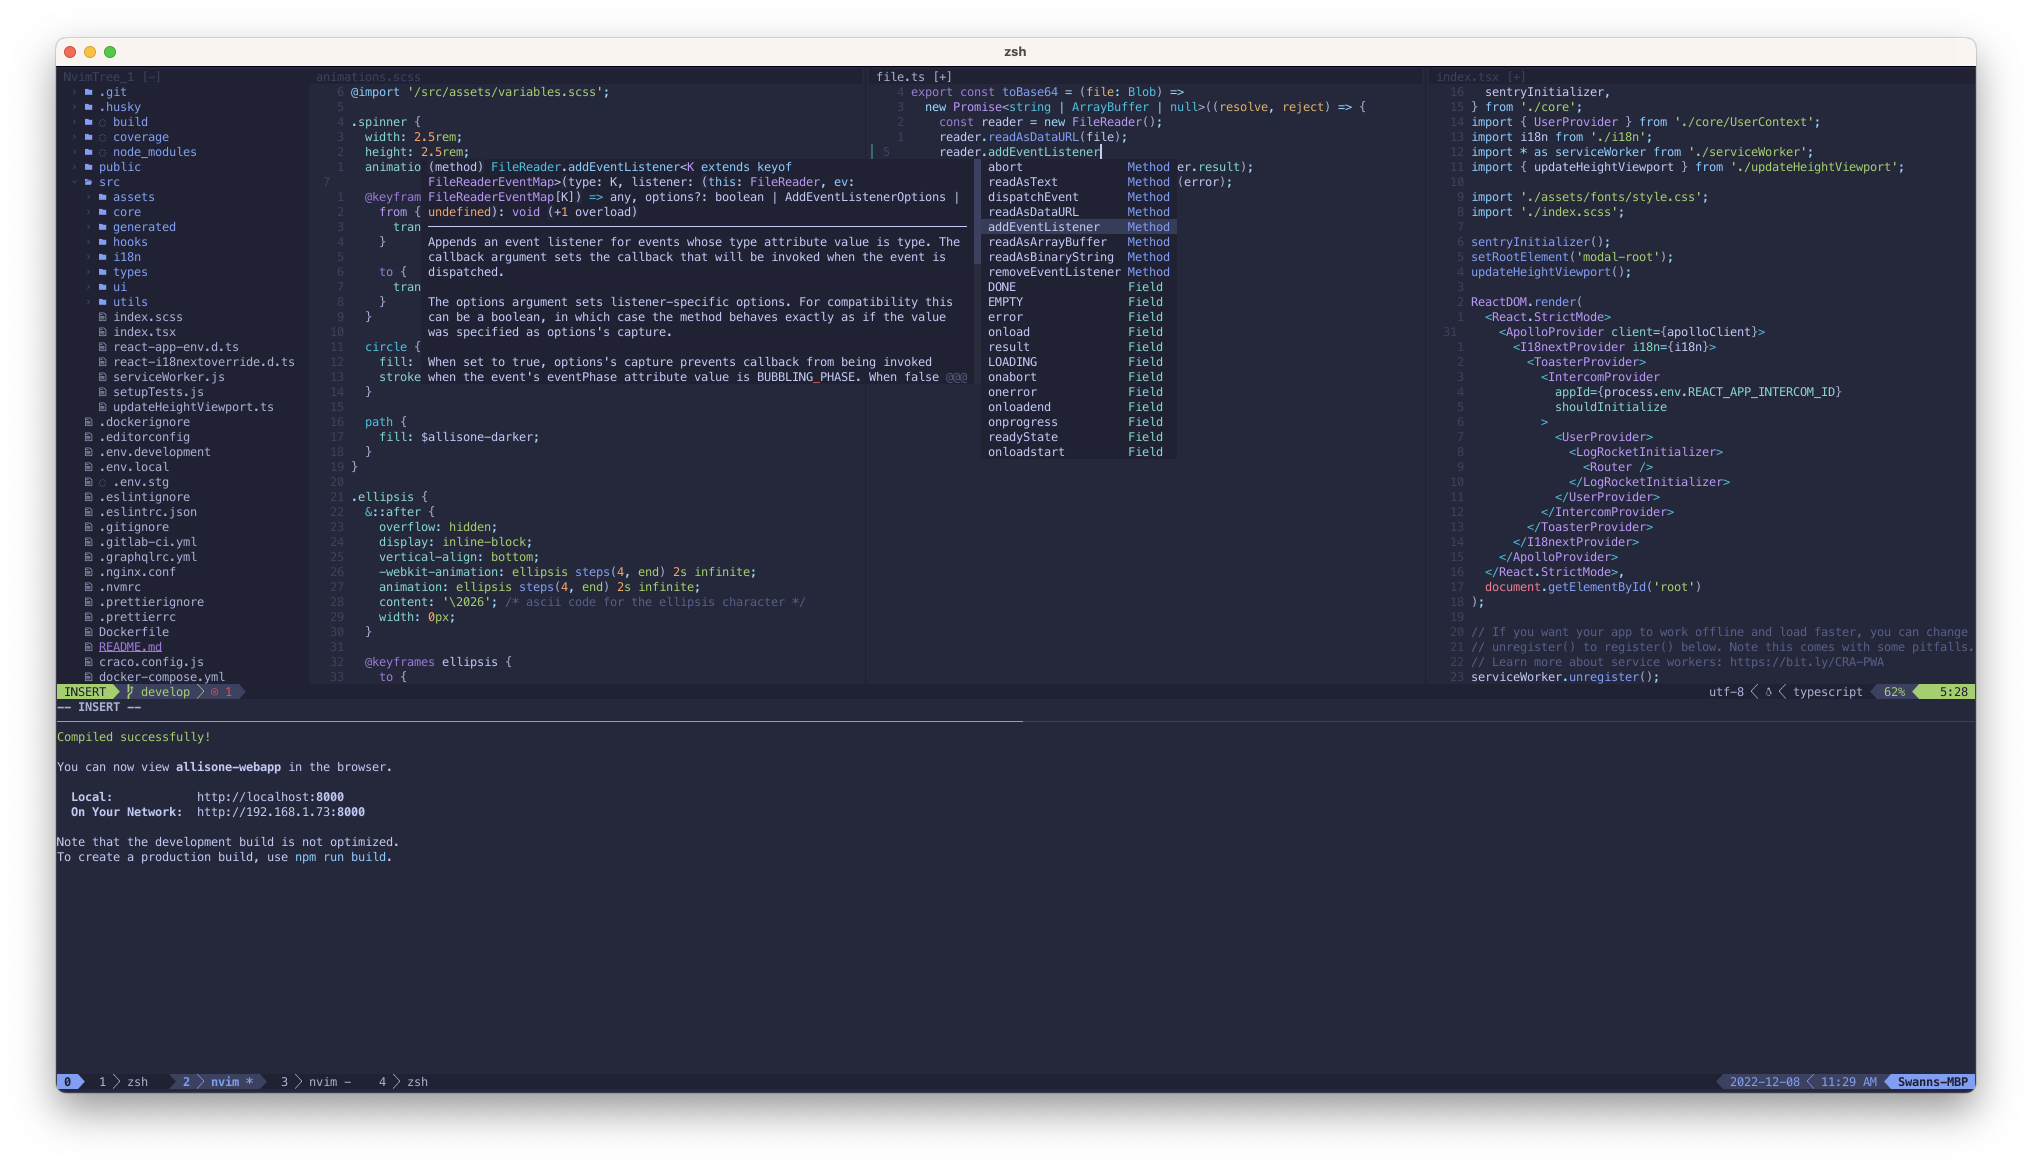 zsh
NvimTree_1 [-]
.git
.husky
build
coverage
node_modules
public
src
assets
core
generated
hooks
i18n
types
ui
utils
index.scss
index.tsx
react-app-env.d.ts
react-i18nextoverride.d.ts
serviceWorker.js
setupTests.js
updateHeightViewport.ts
.dockerignore
.editorconfig
.env.development
.env.local
.env.stg
.eslintignore
.eslintrc.json
.gitignore
.gitlab-ci.yml
.graphqlrc.yml
.nginx.conf
.nvmrc
.prettierignore
.prettierrc
Dockerfile
README.md
craco.config.js
docker-compose.yml
animations.scss
6 @import '/src/assets/variables.scss';
5
4 .spinner {
3 width: 2.5rem;
2 height: 2.5rem;
1 animatio
7
1 @keyfram
2 from {
3 tran
4 }
5
6 to {
7 tran
8 }
9 }
10
11 circle {
12 fill:
13 stroke
14 }
15
16 path {
17 fill: $allisone-darker;
18 }
19 }
20
21 .ellipsis {
22 &::after {
23 overflow: hidden;
24 display: inline-block;
25 vertical-align: bottom;
26 -webkit-animation: ellipsis steps(4, end) 2s infinite;
27 animation: ellipsis steps(4, end) 2s infinite;
28 content: '\2026'; /* ascii code for the ellipsis character */
29 width: 0px;
30 }
31
32 @keyframes ellipsis {
33 to {
(method) FileReader.addEventListener<K extends keyof
FileReaderEventMap>(type: K, listener: (this: FileReader, ev:
FileReaderEventMap[K]) => any, options?: boolean | AddEventListenerOptions |
undefined): void (+1 overload)
Appends an event listener for events whose type attribute value is type. The
callback argument sets the callback that will be invoked when the event is
dispatched.
The options argument sets listener-specific options. For compatibility this
can be a boolean, in which case the method behaves exactly as if the value
was specified as options's capture.
When set to true, options's capture prevents callback from being invoked
when the event's eventPhase attribute value is BUBBLING_PHASE. When false @@@
file.ts [+]
4 export const toBase64 = (file: Blob) =>
3 new Promise<string | ArrayBuffer | null>((resolve, reject) => {
2 const reader = new FileReader();
1 reader.readAsDataURL(file);
5 reader.addEventListener
abort Method er.result);
readAsText Method (error);
dispatchEvent Method
readAsDataURL Method
addEventListener Method
readAsArrayBuffer Method
readAsBinaryString Method
removeEventListener Method
DONE Field
EMPTY Field
error Field
onload Field
result Field
LOADING Field
onabort Field
onerror Field
onloadend Field
onprogress Field
readyState Field
onloadstart Field
index.tsx [+]
16 sentryInitializer,
15 } from './core';
14 import { UserProvider } from './core/UserContext';
13 import i18n from './i18n';
12 import * as serviceWorker from './serviceWorker';
11 import { updateHeightViewport } from './updateHeightViewport';
10
9 import './assets/fonts/style.css';
8 import './index.scss';
7
6 sentryInitializer();
5 setRootElement('modal-root');
4 updateHeightViewport();
3
2 ReactDOM.render(
1 <React.StrictMode>
31 <ApolloProvider client={apolloClient}>
1 <I18nextProvider i18n={i18n}>
2 <ToasterProvider>
3 <IntercomProvider
4 appId={process.env.REACT_APP_INTERCOM_ID}
5 shouldInitialize
6 >
7 <UserProvider>
8 <LogRocketInitializer>
9 <Router />
10 </LogRocketInitializer>
11 </UserProvider>
12 </IntercomProvider>
13 </ToasterProvider>
14 </I18nextProvider>
15 </ApolloProvider>
16 </React.StrictMode>,
17 document.getElementById('root')
18 );
19
20 // If you want your app to work offline and load faster, you can change
21 // unregister() to register() below. Note this comes with some pitfalls.
22 // Learn more about service workers: https://bit.ly/CRA-PWA
23 serviceWorker.unregister();
INSERT develop 1 utf-8 typescript 62% 5:28
-- INSERT --
Compiled successfully!
You can now view allisone-webapp in the browser.
Local: http://localhost:8000
On Your Network: http://192.168.1.73:8000
Note that the development build is not optimized.
To create a production build, use npm run build.
0 1 zsh 2 nvim * 3 nvim - 4 zsh 2022-12-08 11:29 AM Swanns-MBP